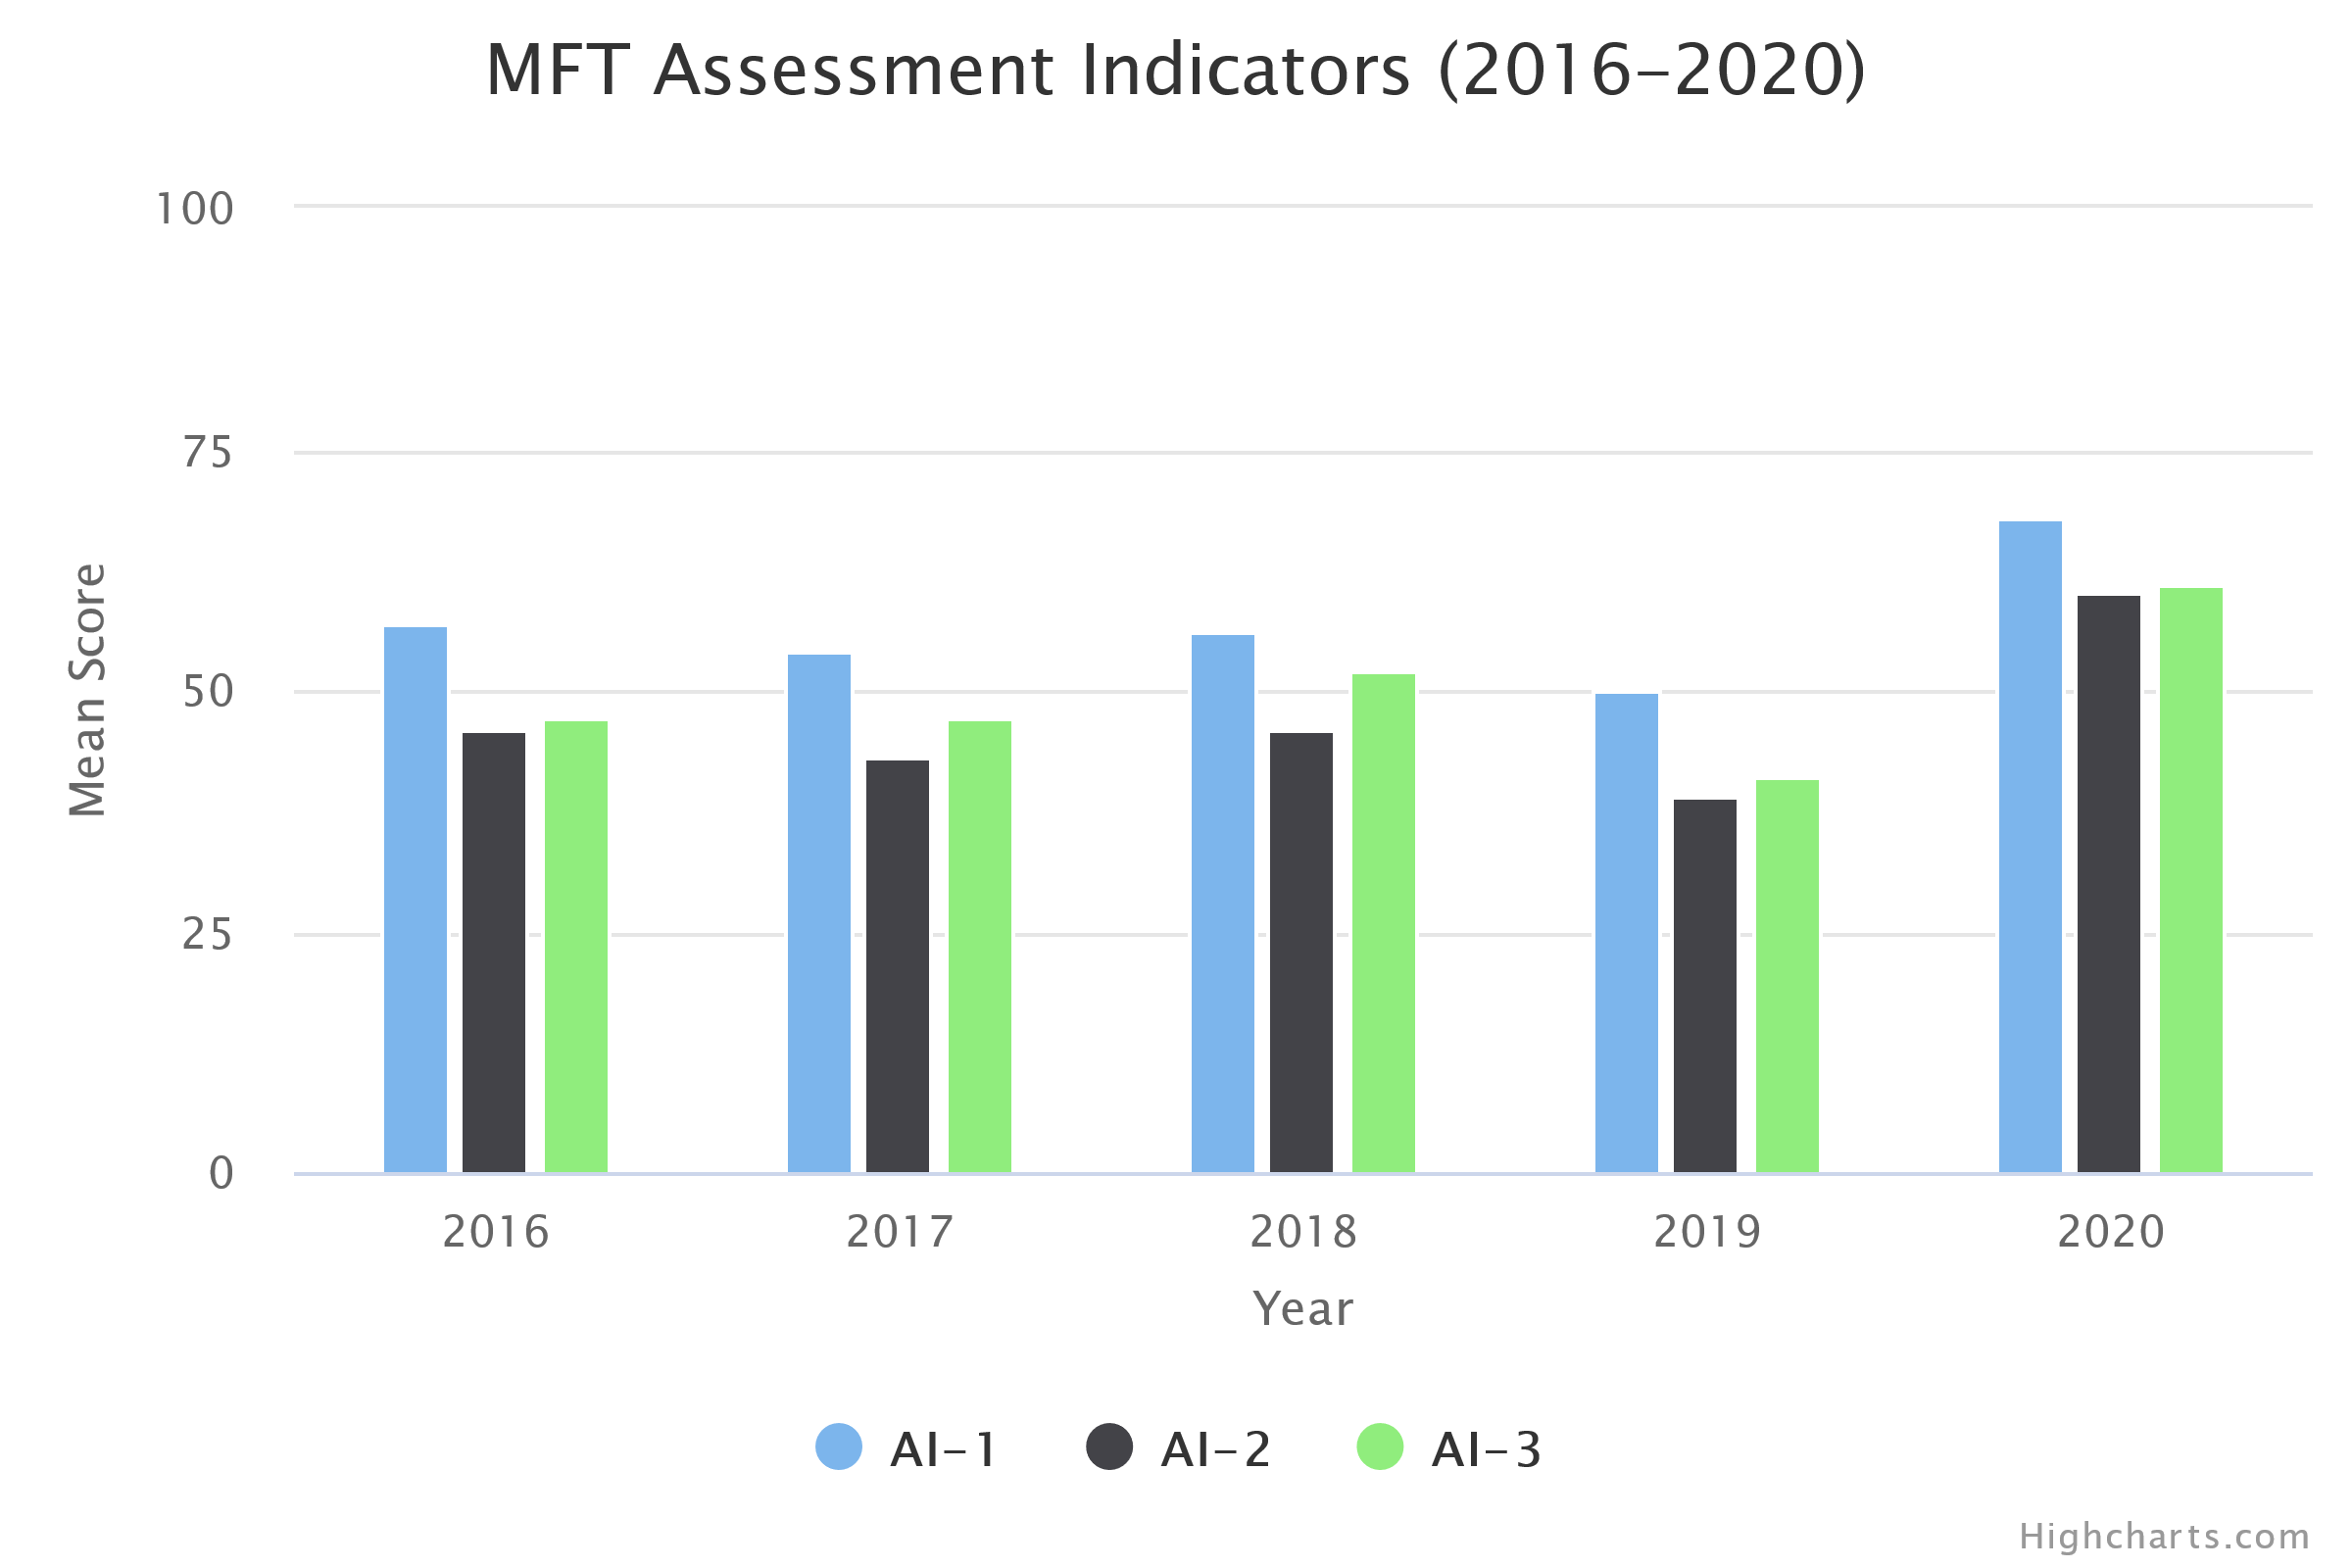 MFT Assessment Indicators (2016–2020)
100
75
50
25
0
Mean Score
2016 2017 2018 2019 2020
Year
AI–1 AI–2 AI–3
Highcharts.com